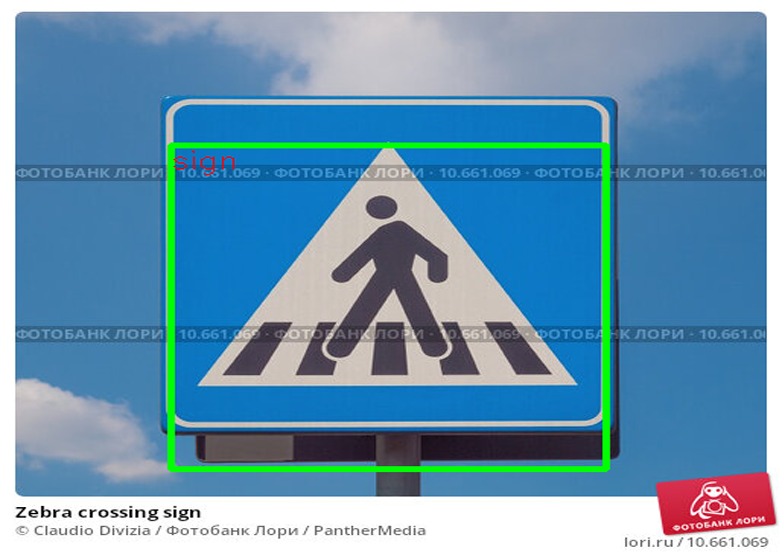 sign
ФОТОБАНК ЛОРИ · 10.661.069 · ФОТОБАНК ЛОРИ · 10.661.069 · ФОТОБАНК ЛОРИ · 10.661.06
ФОТОБАНК ЛОРИ · 10.661.069 · ФОТОБАНК ЛОРИ · 10.661.069 · ФОТОБАНК ЛОРИ · 10.661.06
Zebra crossing sign
© Claudio Divizia / Фотобанк Лори / PantherMedia
ФОТОБАНК ЛОРИ
lori.ru / 10.661.069